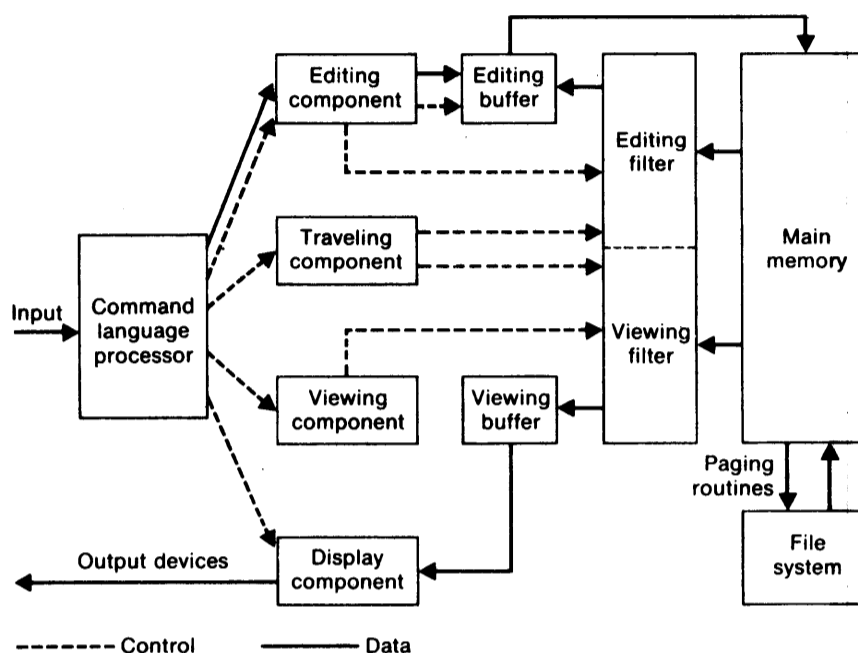 Editing
component
Editing
buffer
Editing
filter
Traveling
component
Main
memory
Input
Command
language
processor
Viewing
filter
Viewing
component
Viewing
buffer
Paging
routines
Output devices
Display
component
File
system
Control
Data